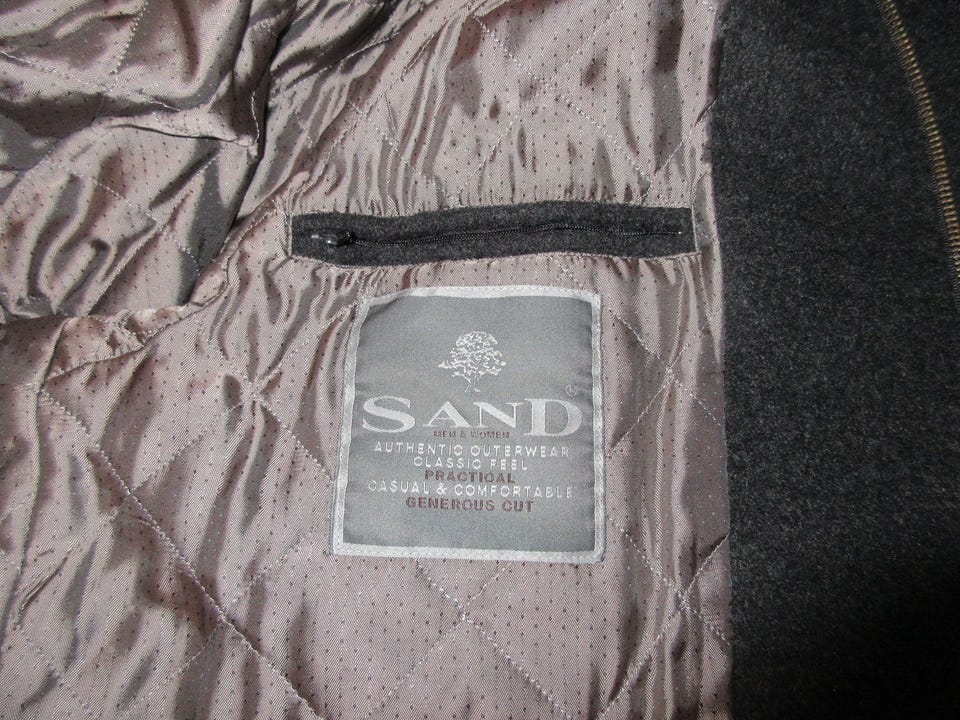 SAND®
MEN & WOMEN
AUTHENTIC OUTERWEAR
CLASSIC FEEL
PRACTICAL
CASUAL & COMFORTABLE
GENEROUS CUT